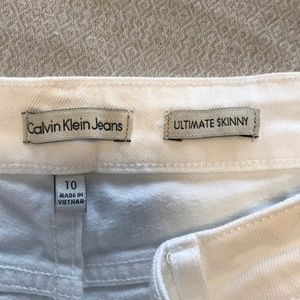 Calvin Klein Jeans
ULTIMATE SKINNY
10
MADE IN
VIETNAM